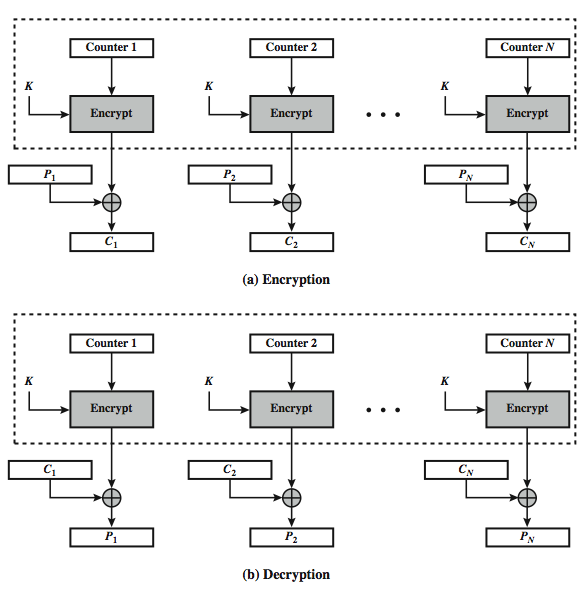 Counter 1 Counter 2 Counter N
K K K
Encrypt Encrypt • • • Encrypt
P1 P2 PN
C1 C2 CN
(a) Encryption
Counter 1 Counter 2 Counter N
K K K
Encrypt Encrypt • • • Encrypt
C1 C2 CN
P1 P2 PN
(b) Decryption